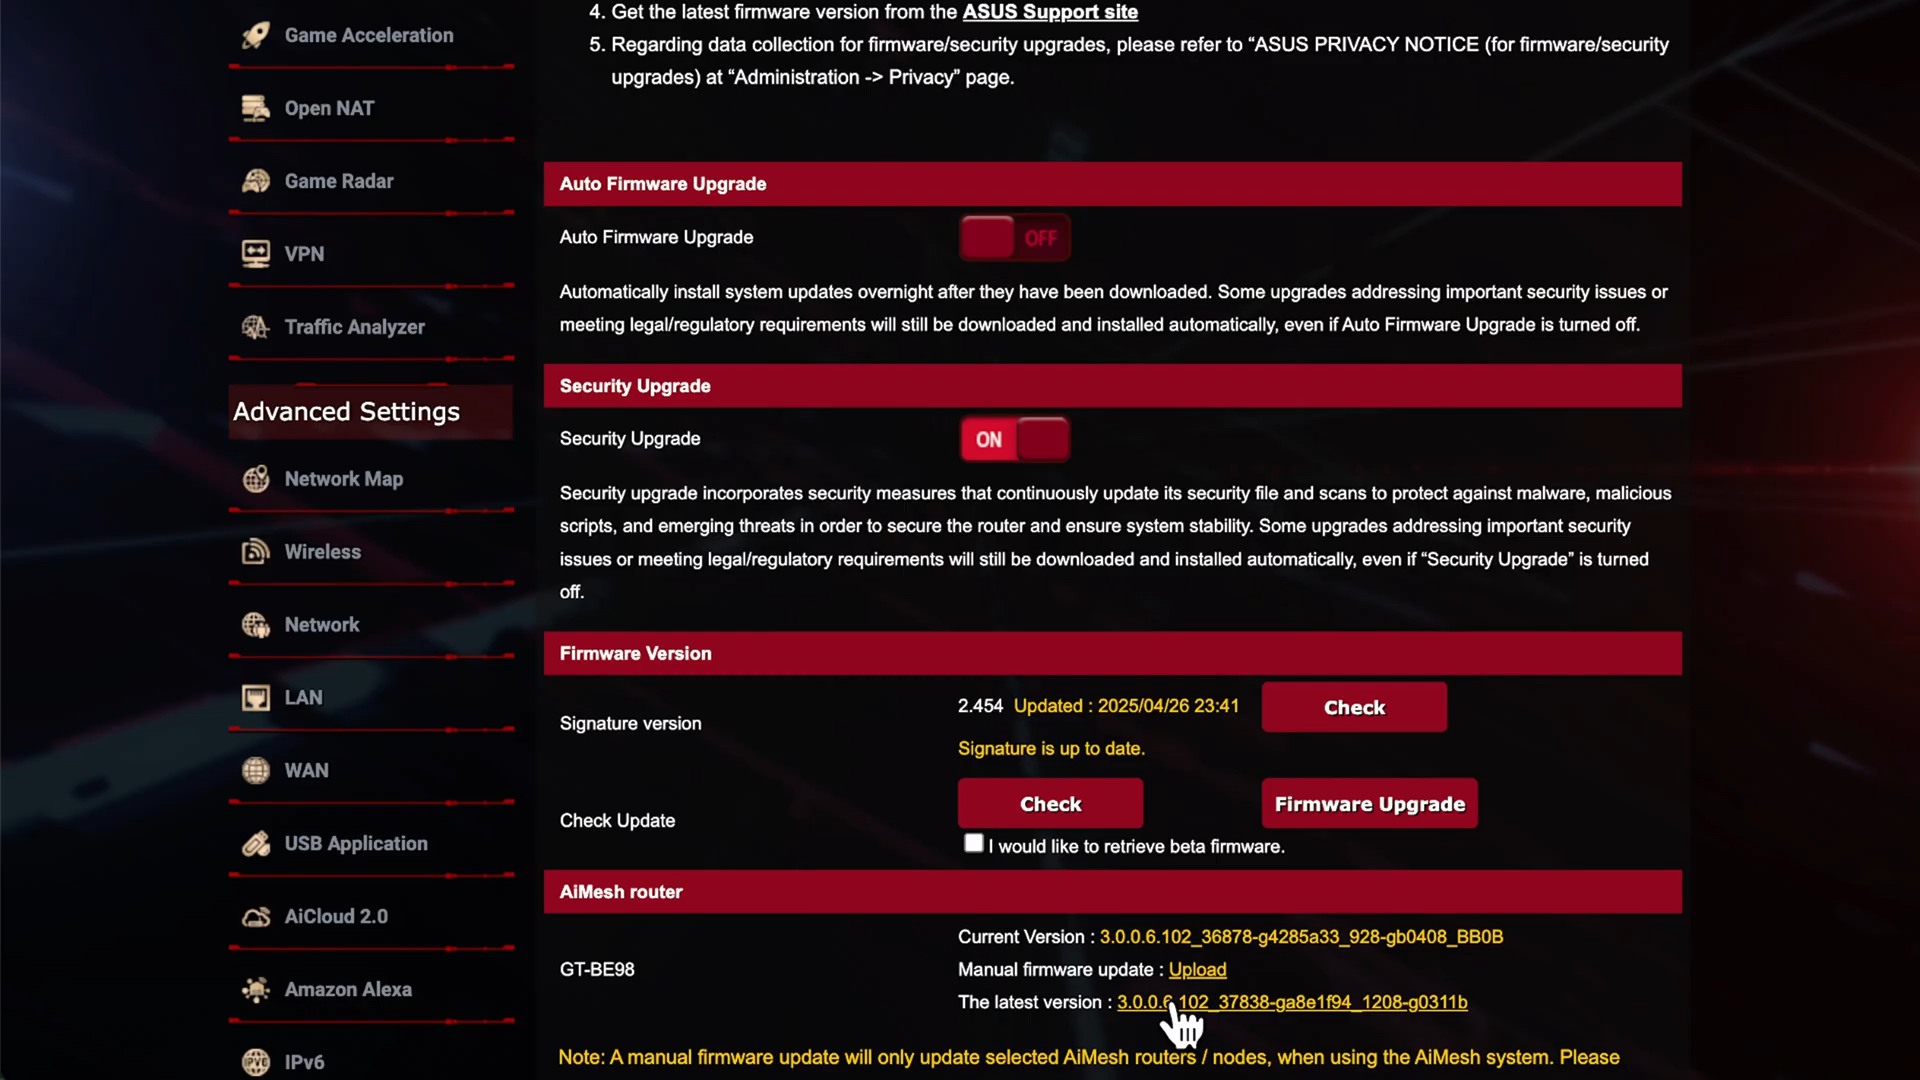 Game Acceleration
Open NAT
Game Radar
VPN
Traffic Analyzer
Advanced Settings
Network Map
Wireless
Network
LAN
WAN
USB Application
AiCloud 2.0
Amazon Alexa
IPv6
4. Get the latest firmware version from the ASUS Support site
5. Regarding data collection for firmware/security upgrades, please refer to “ASUS PRIVACY NOTICE (for firmware/security
upgrades) at “Administration -> Privacy” page.
Auto Firmware Upgrade
Auto Firmware Upgrade OFF
Automatically install system updates overnight after they have been downloaded. Some upgrades addressing important security issues or
meeting legal/regulatory requirements will still be downloaded and installed automatically, even if Auto Firmware Upgrade is turned off.
Security Upgrade
Security Upgrade ON
Security upgrade incorporates security measures that continuously update its security file and scans to protect against malware, malicious
scripts, and emerging threats in order to secure the router and ensure system stability. Some upgrades addressing important security
issues or meeting legal/regulatory requirements will still be downloaded and installed automatically, even if “Security Upgrade” is turned
off.
Firmware Version
Signature version
2.454 Updated : 2025/04/26 23:41 Check
Signature is up to date.
Check Update
Check Firmware Upgrade
I would like to retrieve beta firmware.
AiMesh router
GT-BE98
Current Version : 3.0.0.6.102_36878-g4285a33_928-gb0408_BB0B
Manual firmware update : Upload
The latest version : 3.0.0.6.102_37838-ga8e1f94_1208-g0311b
Note: A manual firmware update will only update selected AiMesh routers / nodes, when using the AiMesh system. Please